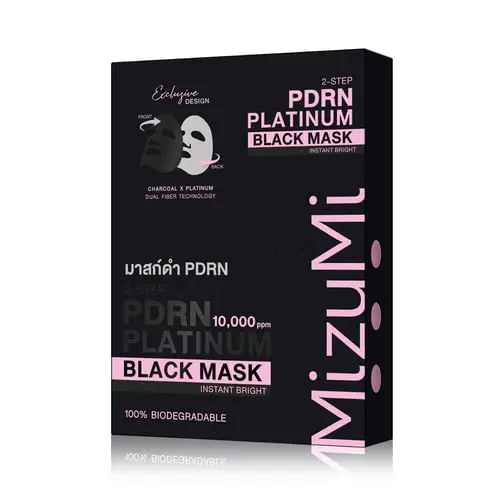 Exclusive
DESIGN
FRONT
BACK
CHARCOAL X PLATINUM
DUAL FIBER TECHNOLOGY
2-STEP
PDRN
PLATINUM
BLACK MASK
INSTANT BRIGHT
MizuMi
มาสก์ดำ PDRN
2-STEP
PDRN 10,000 ppm
PLATINUM
BLACK MASK
INSTANT BRIGHT
100% BIODEGRADABLE